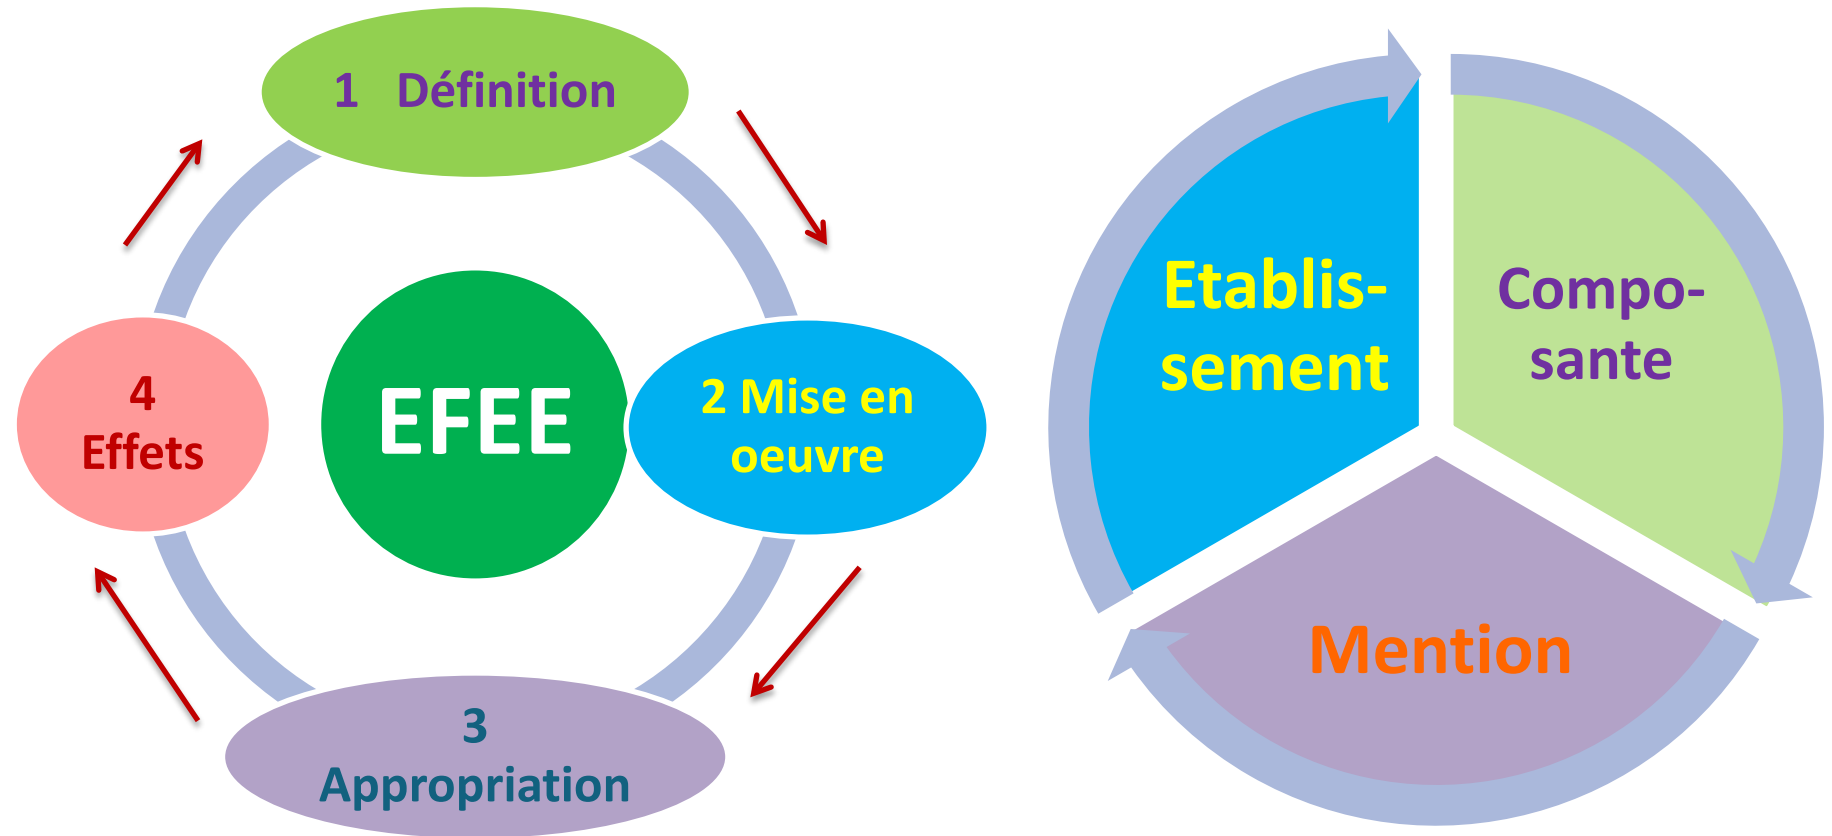 1 Définition
EFEE
2 Mise en
oeuvre
3
Appropriation
4
Effets
Etablis-
sement
Compo-
sante
Mention